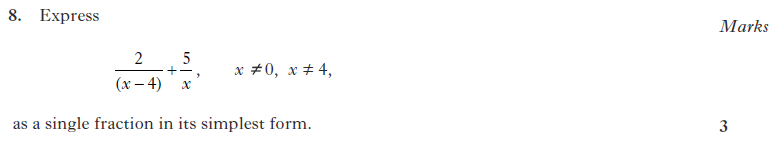 8. Express
Marks
2/(x – 4) + 5/x, x ≠ 0, x ≠ 4,
as a single fraction in its simplest form.
3